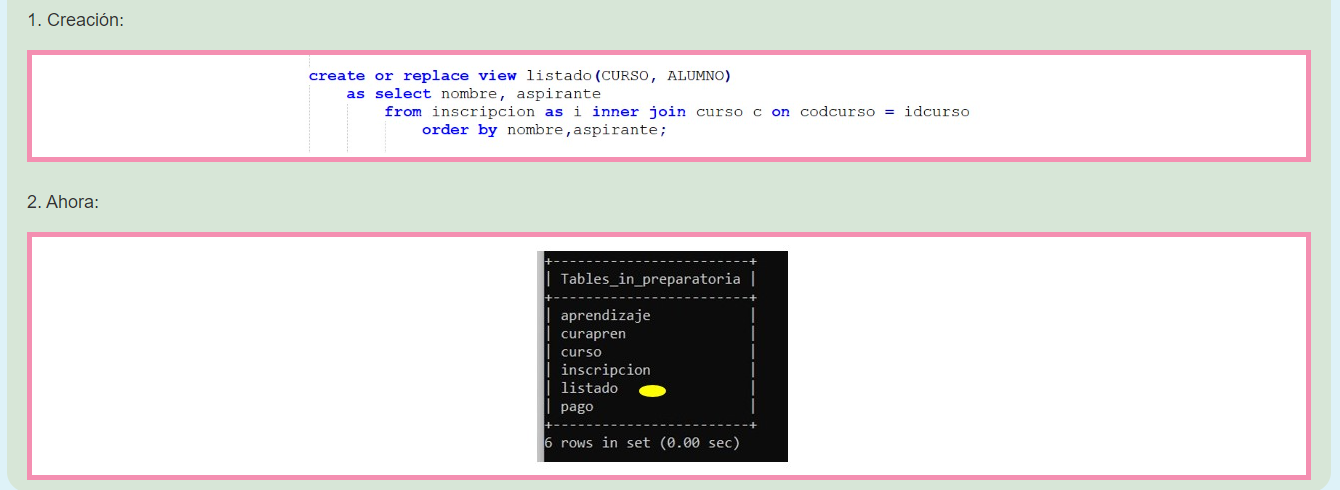 1. Creación:
create or replace view listado(CURSO, ALUMNO)
as select nombre, aspirante
from inscripcion as i inner join curso c on codcurso = idcurso
order by nombre,aspirante;
2. Ahora:
+------------------------+
| Tables_in_preparatoria |
+------------------------+
| aprendizaje |
| curapren |
| curso |
| inscripcion |
| listado |
| pago |
+------------------------+
6 rows in set (0.00 sec)